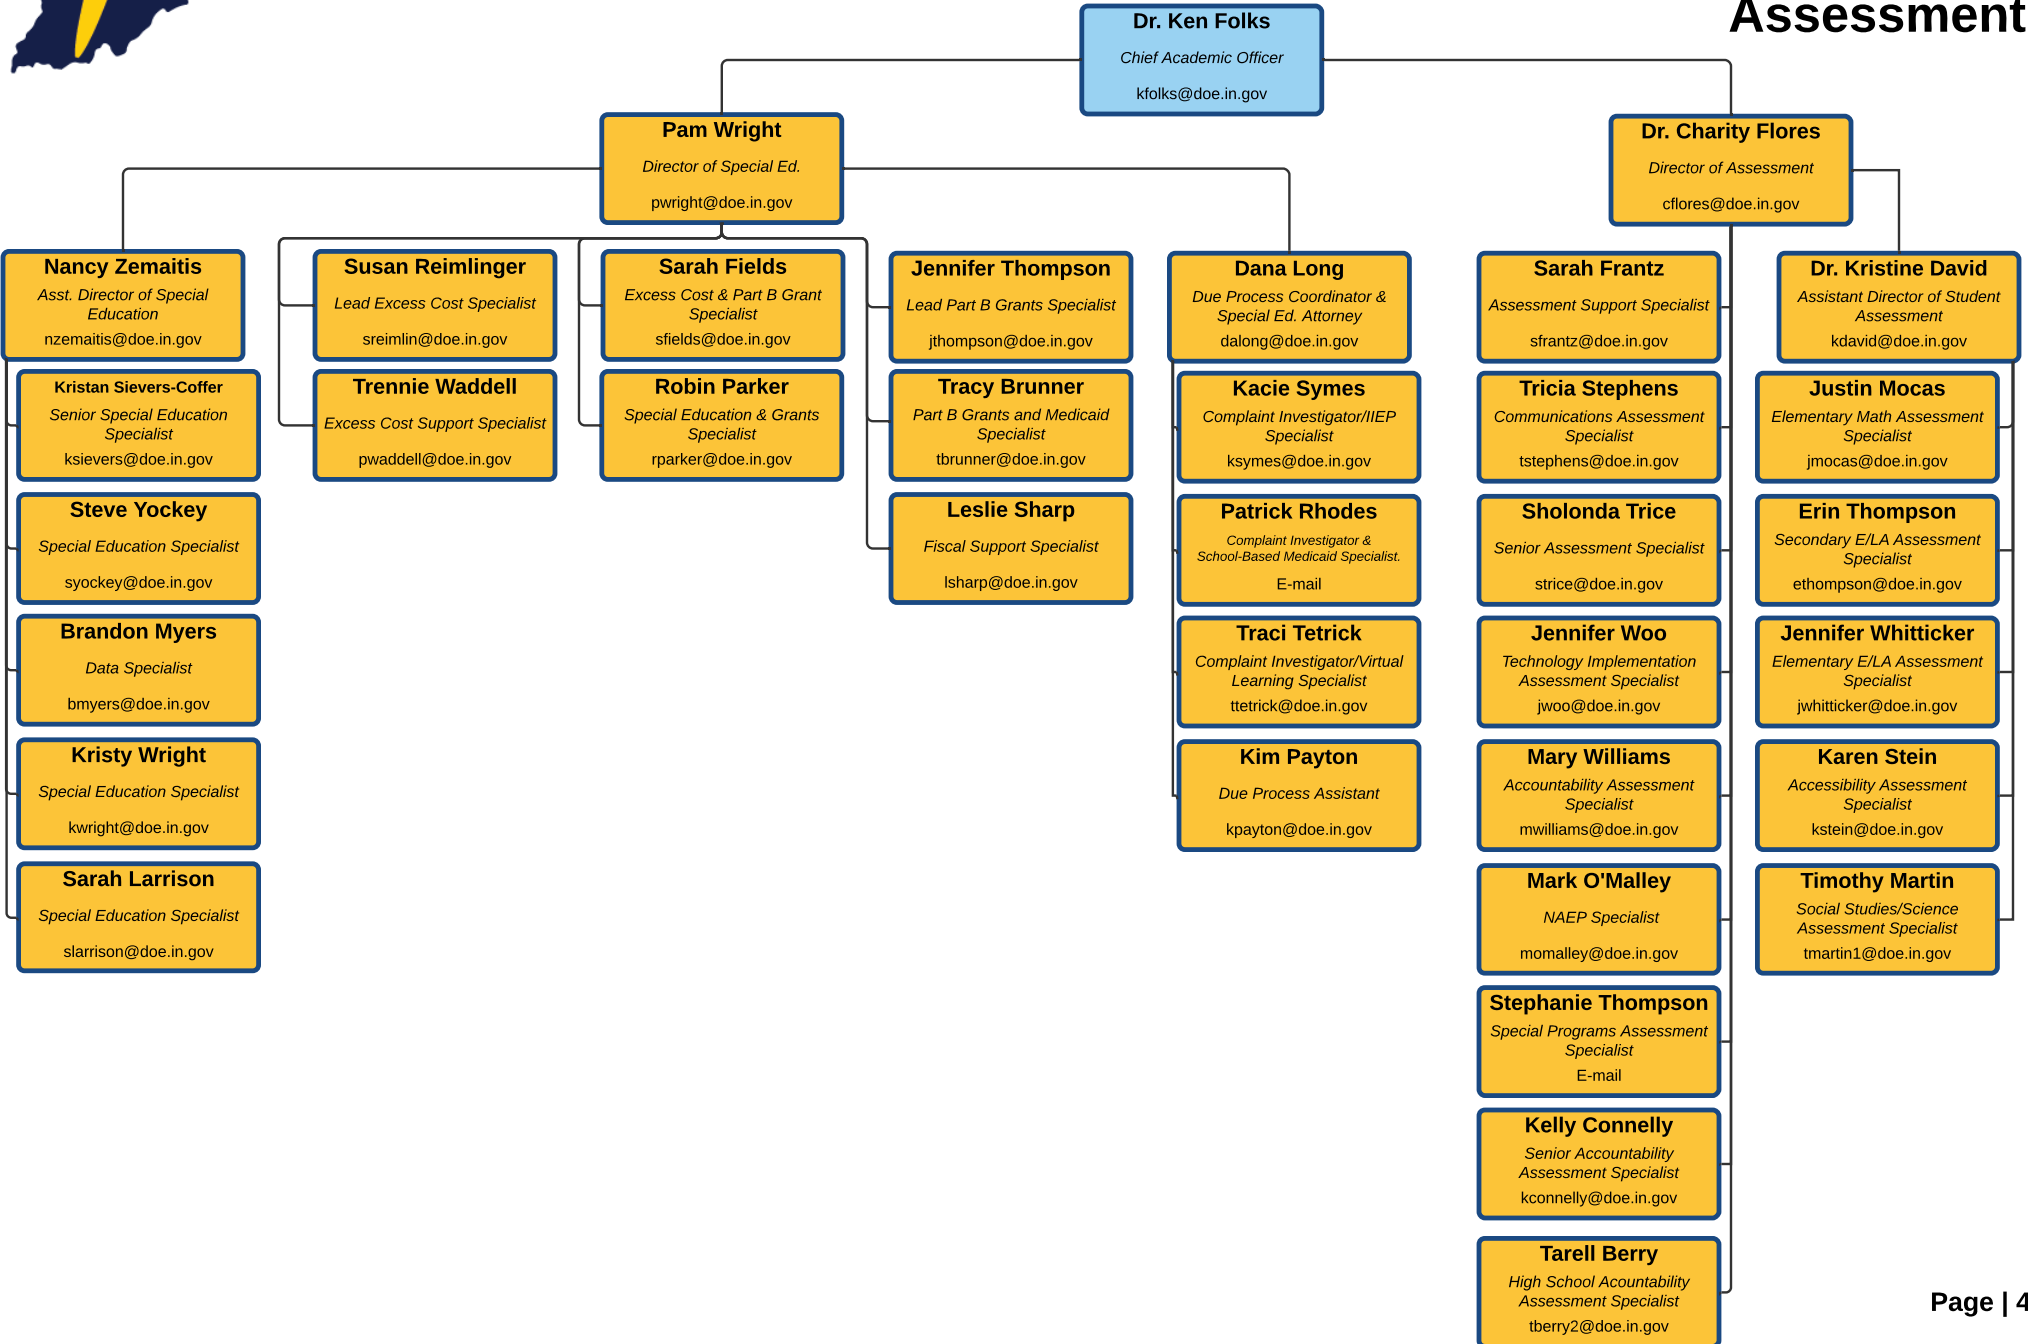 Assessment
Dr. Ken Folks
Chief Academic Officer
kfolks@doe.in.gov
Pam Wright
Director of Special Ed.
pwright@doe.in.gov
Dr. Charity Flores
Director of Assessment
cflores@doe.in.gov
Nancy Zemaitis
Asst. Director of Special
Education
nzemaitis@doe.in.gov
Kristan Sievers-Coffer
Senior Special Education
Specialist
ksievers@doe.in.gov
Steve Yockey
Special Education Specialist
syockey@doe.in.gov
Brandon Myers
Data Specialist
bmyers@doe.in.gov
Kristy Wright
Special Education Specialist
kwright@doe.in.gov
Sarah Larrison
Special Education Specialist
slarrison@doe.in.gov
Susan Reimlinger
Lead Excess Cost Specialist
sreimlin@doe.in.gov
Trennie Waddell
Excess Cost Support Specialist
pwaddell@doe.in.gov
Sarah Fields
Excess Cost & Part B Grant
Specialist
sfields@doe.in.gov
Robin Parker
Special Education & Grants
Specialist
rparker@doe.in.gov
Jennifer Thompson
Lead Part B Grants Specialist
jthompson@doe.in.gov
Tracy Brunner
Part B Grants and Medicaid
Specialist
tbrunner@doe.in.gov
Leslie Sharp
Fiscal Support Specialist
lsharp@doe.in.gov
Dana Long
Due Process Coordinator &
Special Ed. Attorney
dalong@doe.in.gov
Kacie Symes
Complaint Investigator/IIEP
Specialist
ksymes@doe.in.gov
Patrick Rhodes
Complaint Investigator &
School-Based Medicaid Specialist.
E-mail
Traci Tetrick
Complaint Investigator/Virtual
Learning Specialist
ttetrick@doe.in.gov
Kim Payton
Due Process Assistant
kpayton@doe.in.gov
Sarah Frantz
Assessment Support Specialist
sfrantz@doe.in.gov
Tricia Stephens
Communications Assessment
Specialist
tstephens@doe.in.gov
Sholonda Trice
Senior Assessment Specialist
strice@doe.in.gov
Jennifer Woo
Technology Implementation
Assessment Specialist
jwoo@doe.in.gov
Mary Williams
Accountability Assessment
Specialist
mwilliams@doe.in.gov
Mark O'Malley
NAEP Specialist
momalley@doe.in.gov
Stephanie Thompson
Special Programs Assessment
Specialist
E-mail
Kelly Connelly
Senior Accountability
Assessment Specialist
kconnelly@doe.in.gov
Tarell Berry
High School Acountability
Assessment Specialist
tberry2@doe.in.gov
Dr. Kristine David
Assistant Director of Student
Assessment
kdavid@doe.in.gov
Justin Mocas
Elementary Math Assessment
Specialist
jmocas@doe.in.gov
Erin Thompson
Secondary E/LA Assessment
Specialist
ethompson@doe.in.gov
Jennifer Whitticker
Elementary E/LA Assessment
Specialist
jwhitticker@doe.in.gov
Karen Stein
Accessibility Assessment
Specialist
kstein@doe.in.gov
Timothy Martin
Social Studies/Science
Assessment Specialist
tmartin1@doe.in.gov
Page | 4